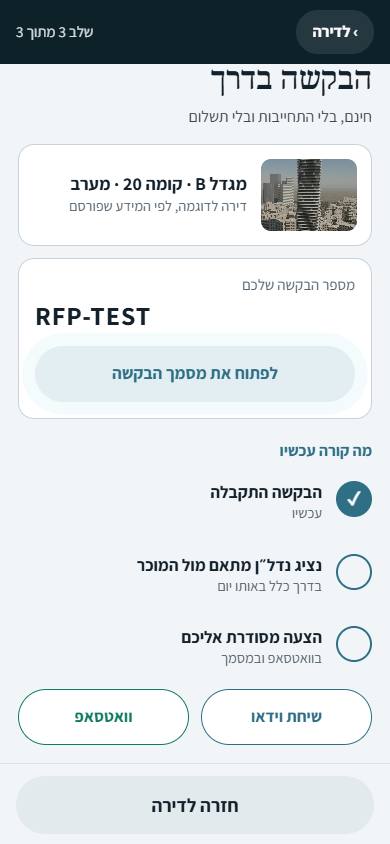 ‹ לדירה
שלב 3 מתוך 3
הבקשה בדרך
חינם, בלי התחייבות ובלי תשלום
מגדל B · קומה 20 · מערב
דירה לדוגמה, לפי המידע שפורסם
מספר הבקשה שלכם
RFP-TEST
לפתוח את מסמך הבקשה
מה קורה עכשיו
הבקשה התקבלה
עכשיו
נציג נדל״ן מתאם מול המוכר
בדרך כלל באותו יום
הצעה מסודרת אליכם
בוואטסאפ ובמסמך
שיחת וידאו
וואטסאפ
חזרה לדירה